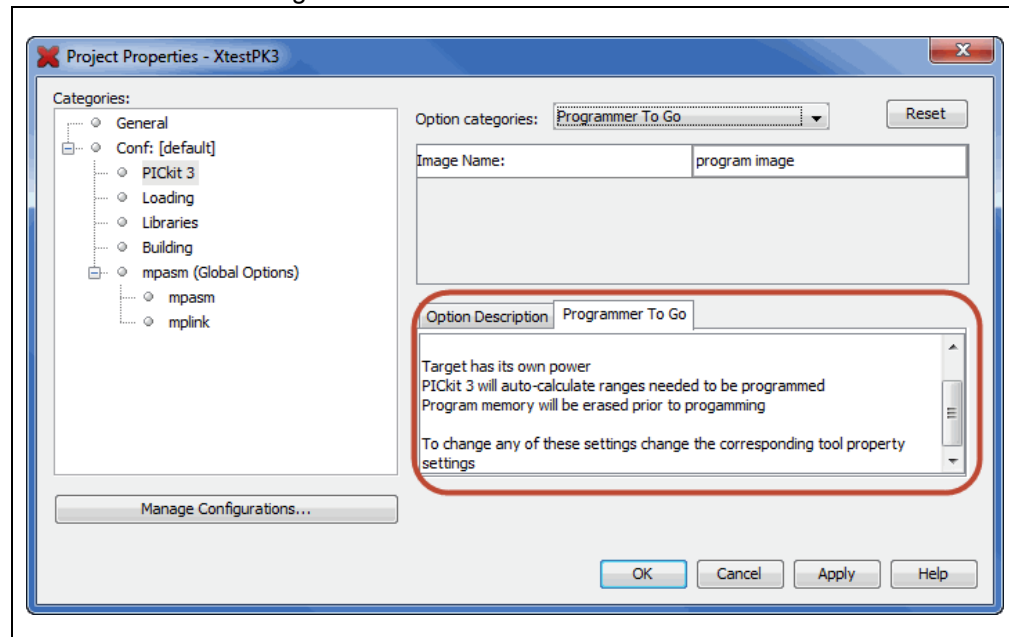 Project Properties - XtestPK3
Categories:
General
Conf: [default]
PICkit 3
Loading
Libraries
Building
mpasm (Global Options)
mpasm
mplink
Manage Configurations...
Option categories: Programmer To Go Reset
Image Name: program image
Option Description Programmer To Go
Target has its own power
PICkit 3 will auto-calculate ranges needed to be programmed
Program memory will be erased prior to progamming
To change any of these settings change the corresponding tool property
settings
OK Cancel Apply Help